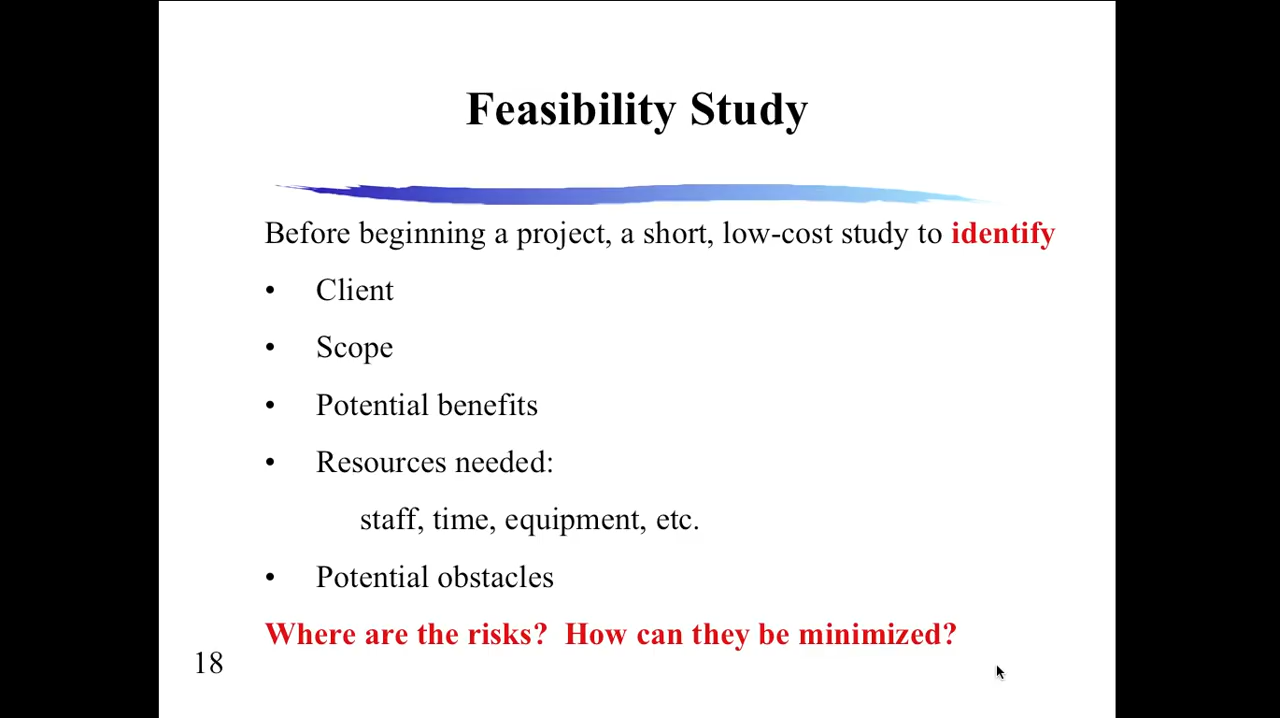 Feasibility Study
Before beginning a project, a short, low-cost study to identify
• Client
• Scope
• Potential benefits
• Resources needed:
staff, time, equipment, etc.
• Potential obstacles
Where are the risks? How can they be minimized?
18